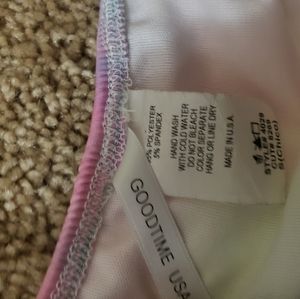 % POLYESTER
5% SPANDEX
HAND WASH
WITH COLD WATER
DO NOT BLEACH
COLOR SEPARATE
HANG OR LINE DRY
MADE IN U.S.A.
GOODTIME USA